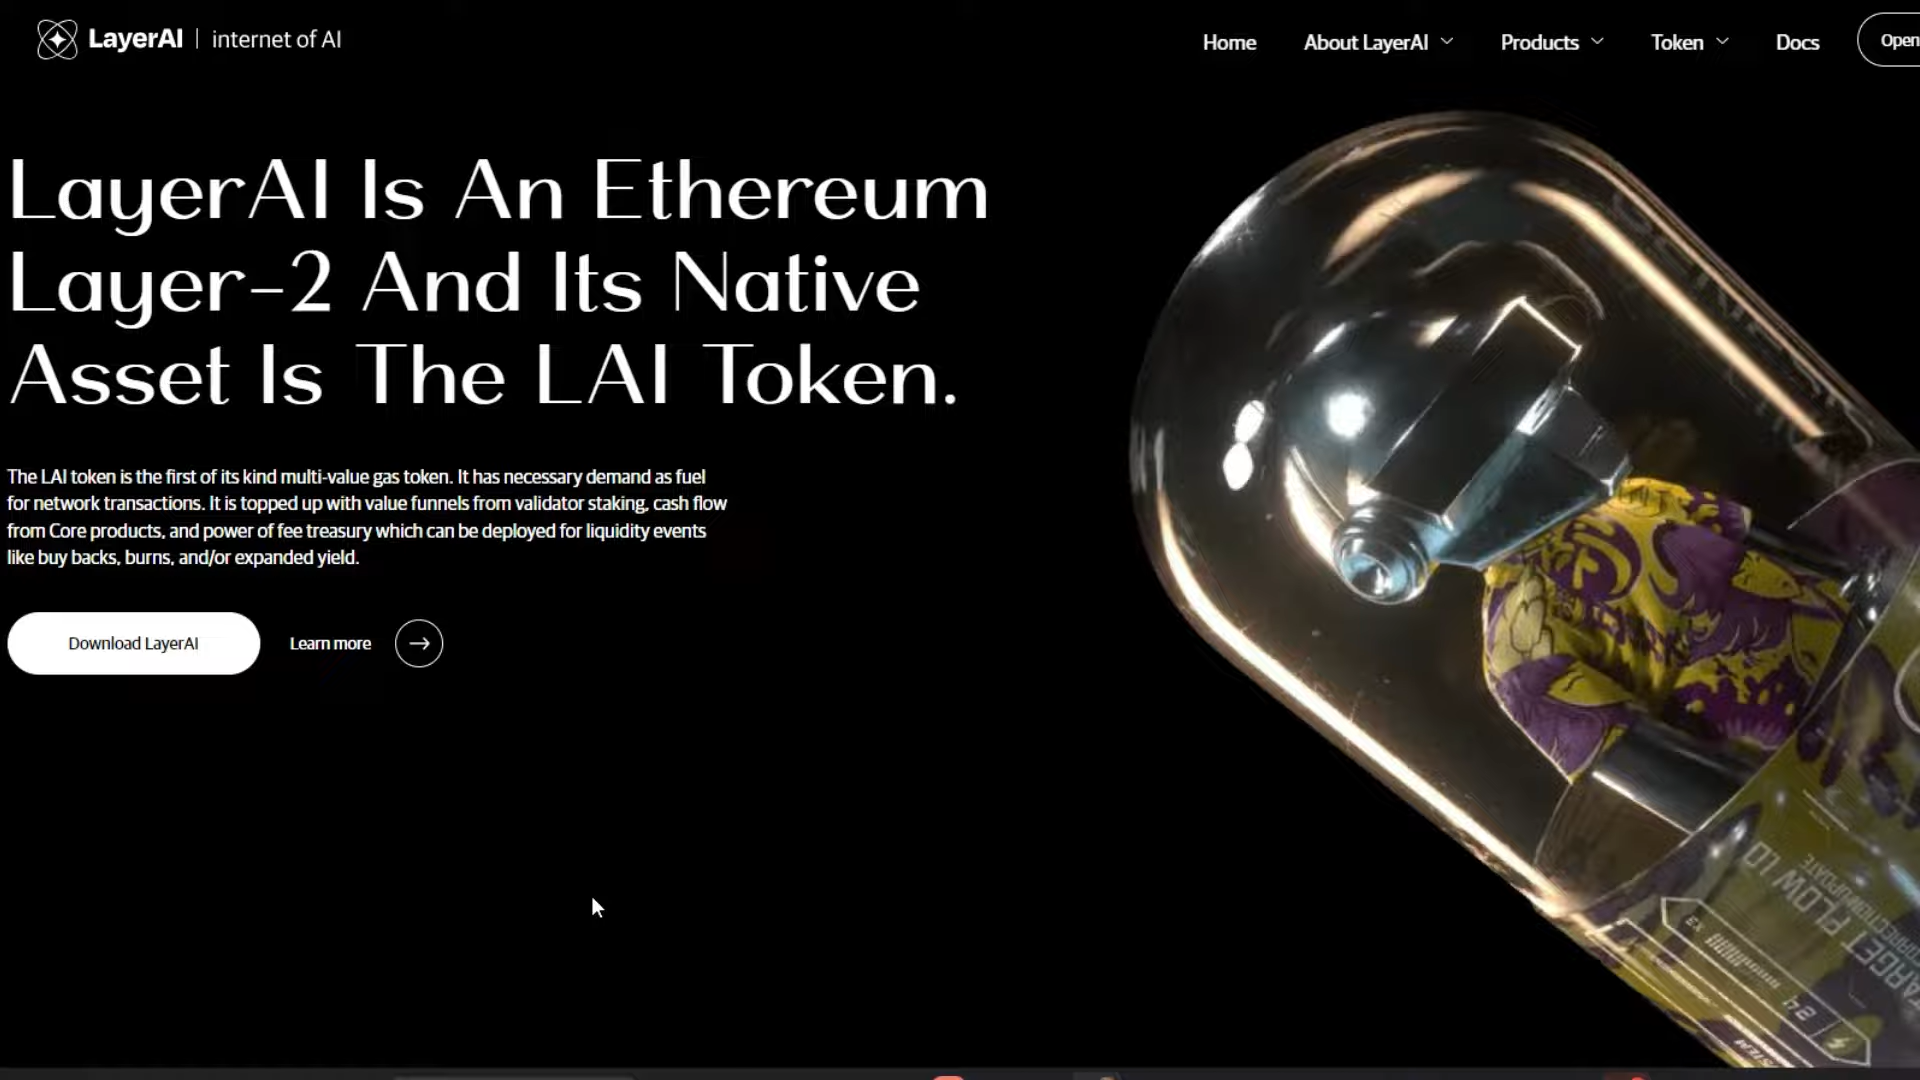 LayerAI | internet of AI
Home
About LayerAI
Products
Token
Docs
Open
LayerAI Is An Ethereum
Layer-2 And Its Native
Asset Is The LAI Token.
The LAI token is the first of its kind multi-value gas token. It has necessary demand as fuel
for network transactions. It is topped up with value funnels from validator staking, cash flow
from Core products, and power of fee treasury which can be deployed for liquidity events
like buy backs, burns, and/or expanded yield.
Download LayerAI
Learn more
TARGET FLOW LO
24